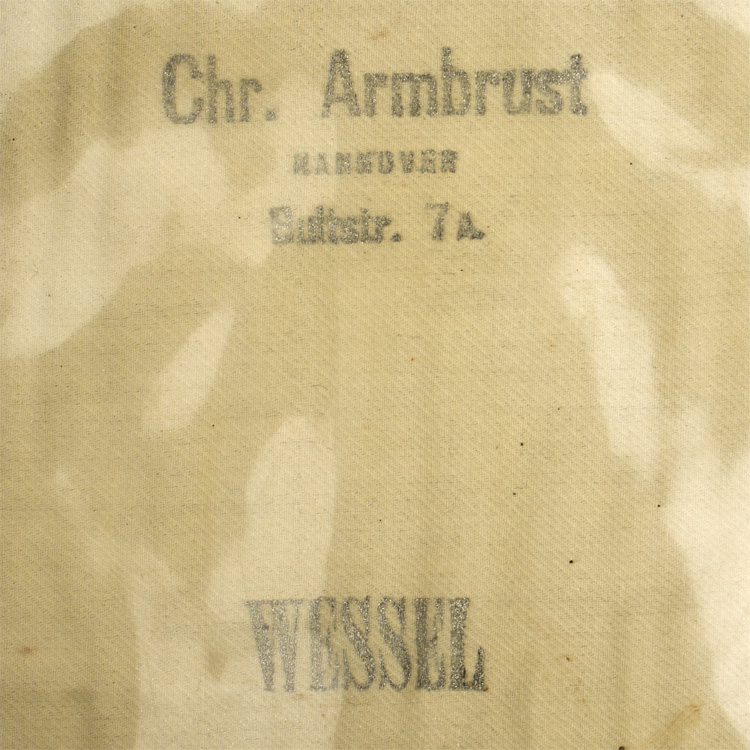 Chr. Armbrust
HANNOVER
Bultstr. 7A.
WESSEL